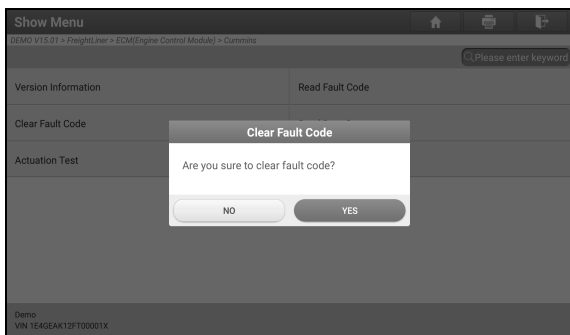 Show Menu
DEMO V15.01 > FreightLiner > ECM(Engine Control Module) > Cummins
Please enter keyword
Version Information
Read Fault Code
Clear Fault Code
Actuation Test
Clear Fault Code
Are you sure to clear fault code?
NO
YES
Demo
VIN 1E4GEAK12FT00001X